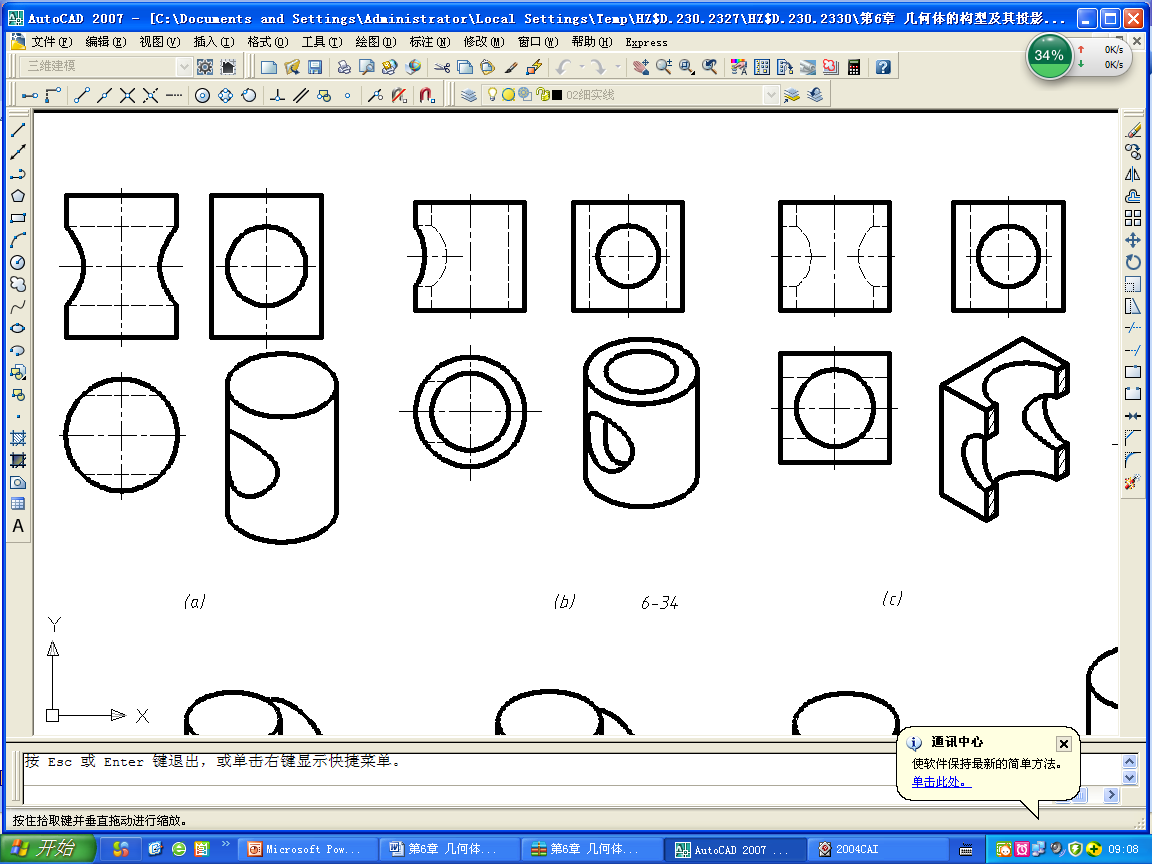 AutoCAD 2007 - [C:\Documents and Settings\Administrator\Local Settings\Temp\HZ$D.230.2327\HZ$D.230.2330\第6章 几何体的构型及其投影...
文件(F) 编辑(E) 视图(V) 插入(I) 格式(O) 工具(T) 绘图(D) 标注(N) 修改(M) 窗口(W) 帮助(H) Express
34% 0K/s
0K/s
三维建模
02细实线
A
(a) (b) 6-34 (c)
Y
X
通讯中心
使软件保持最新的简单方法。
单击此处。
按 Esc 或 Enter 键退出，或单击右键显示快捷菜单。
按住拾取键并垂直拖动进行缩放。
开始 Microsoft Pow... 第6章 几何体... 第6章 几何体... AutoCAD 2007 ... 2004CAI 09:08